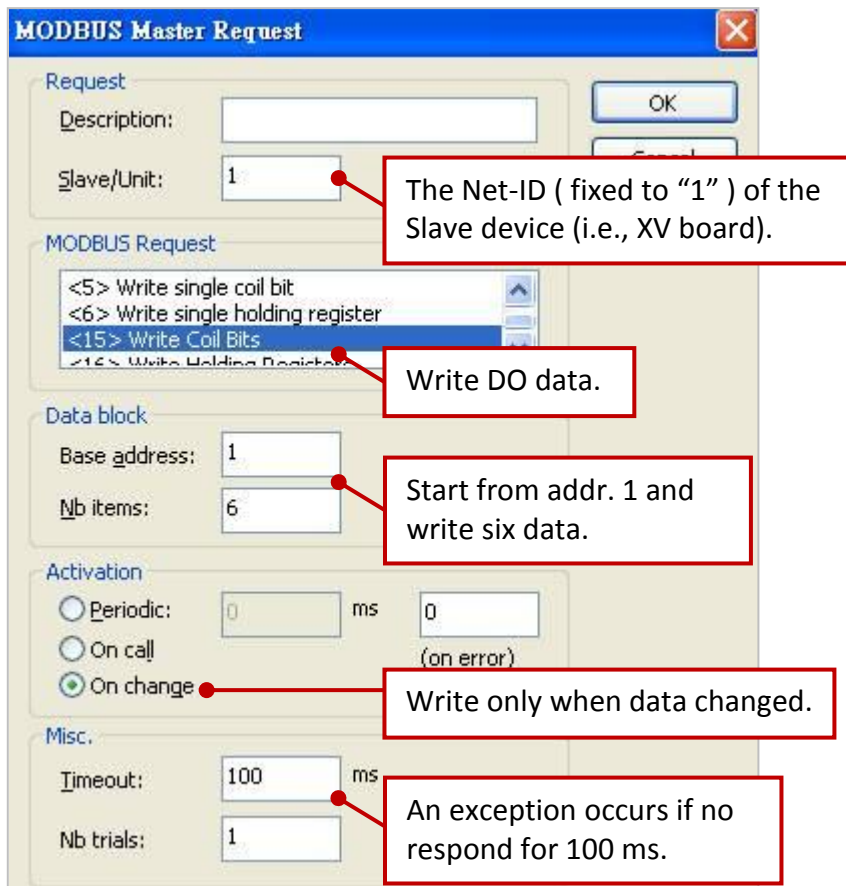 MODBUS Master Request
Request
Description:
OK
Slave/Unit: 1
The Net-ID ( fixed to “1” ) of the
Slave device (i.e., XV board).
MODBUS Request
<5> Write single coil bit
<6> Write single holding register
<15> Write Coil Bits
<16> Write Holding Registers
Write DO data.
Data block
Base address: 1
Nb items: 6
Start from addr. 1 and
write six data.
Activation
Periodic: 0 ms 0
On call
(on error)
On change
Write only when data changed.
Misc.
Timeout: 100 ms
Nb trials: 1
An exception occurs if no
respond for 100 ms.